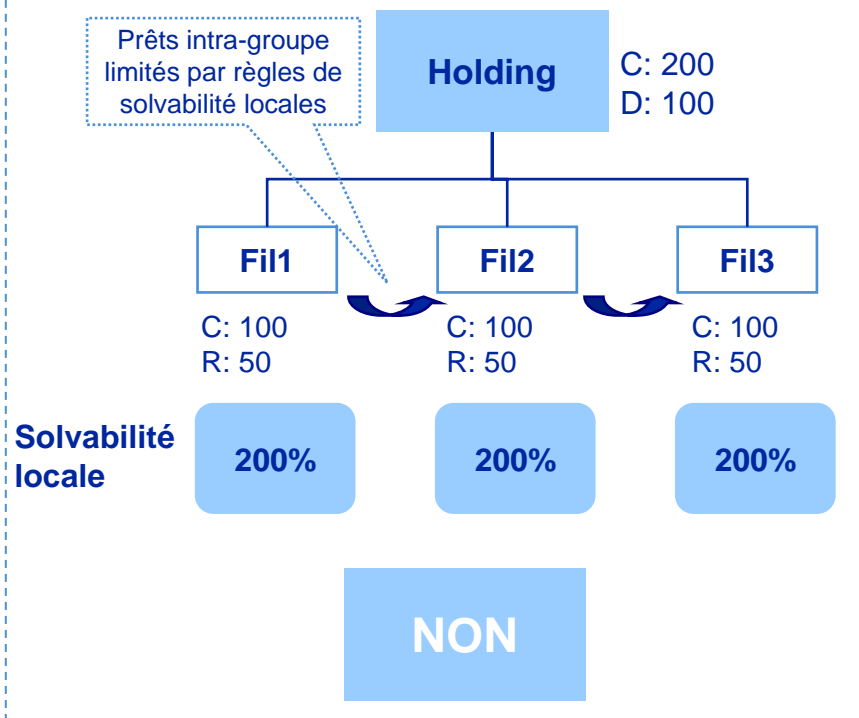 Prêts intra-groupe
limités par règles de
solvabilité locales
Holding
C: 200
D: 100
Fil1
Fil2
Fil3
C: 100
R: 50
C: 100
R: 50
C: 100
R: 50
Solvabilité
locale
200%
200%
200%
NON